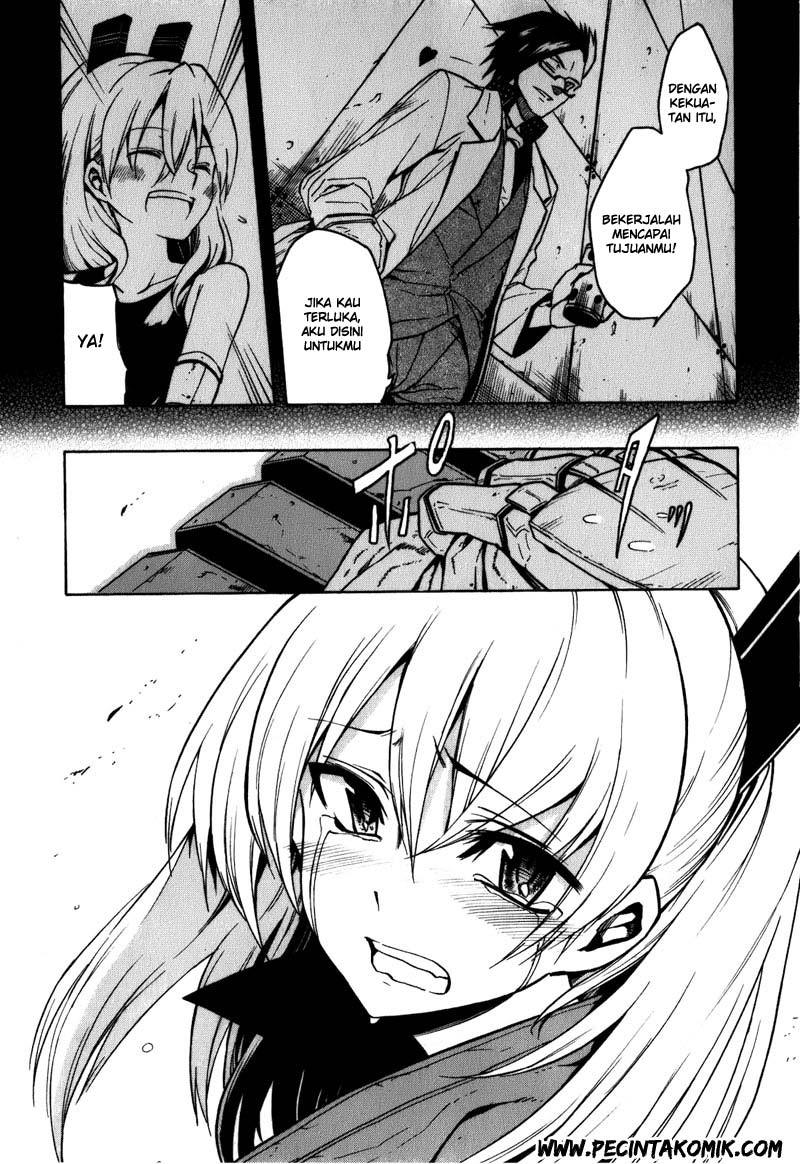 DENGAN
KEKUA-
TAN ITU,
BEKERJALAH
MENCAPAI
TUJUANMU!
JIKA KAU
TERLUKA,
AKU DISINI
UNTUKMU
YA!
WWW.PECINTAKOMIK.COM